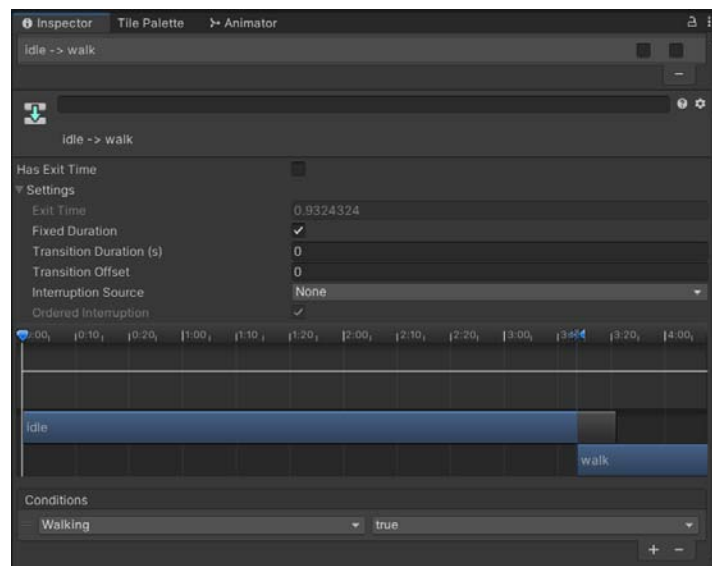 Inspector Tile Palette Animator
idle -> walk
idle -> walk
Has Exit Time
Settings
Exit Time 0.9324324
Fixed Duration
Transition Duration (s) 0
Transition Offset 0
Interruption Source None
Ordered Interruption
0:00 0:10 0:20 1:00 1:10 1:20 2:00 2:10 2:20 3:00 3:20 4:00
idle
walk
Conditions
Walking true